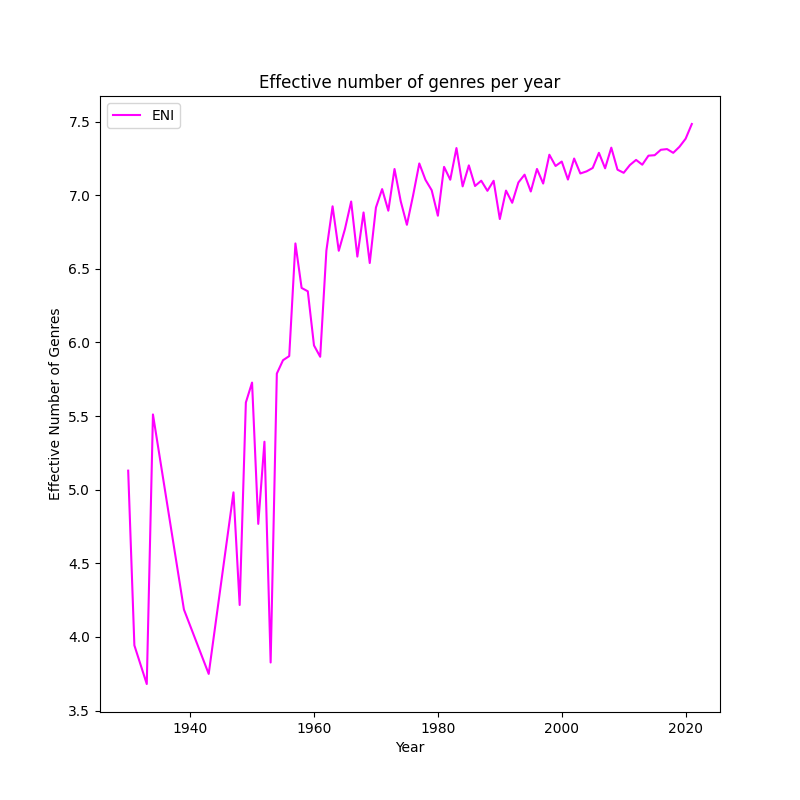 Effective number of genres per year
ENI
7.5
7.0
6.5
6.0
5.5
5.0
4.5
4.0
3.5
Effective Number of Genres
1940 1960 1980 2000 2020
Year